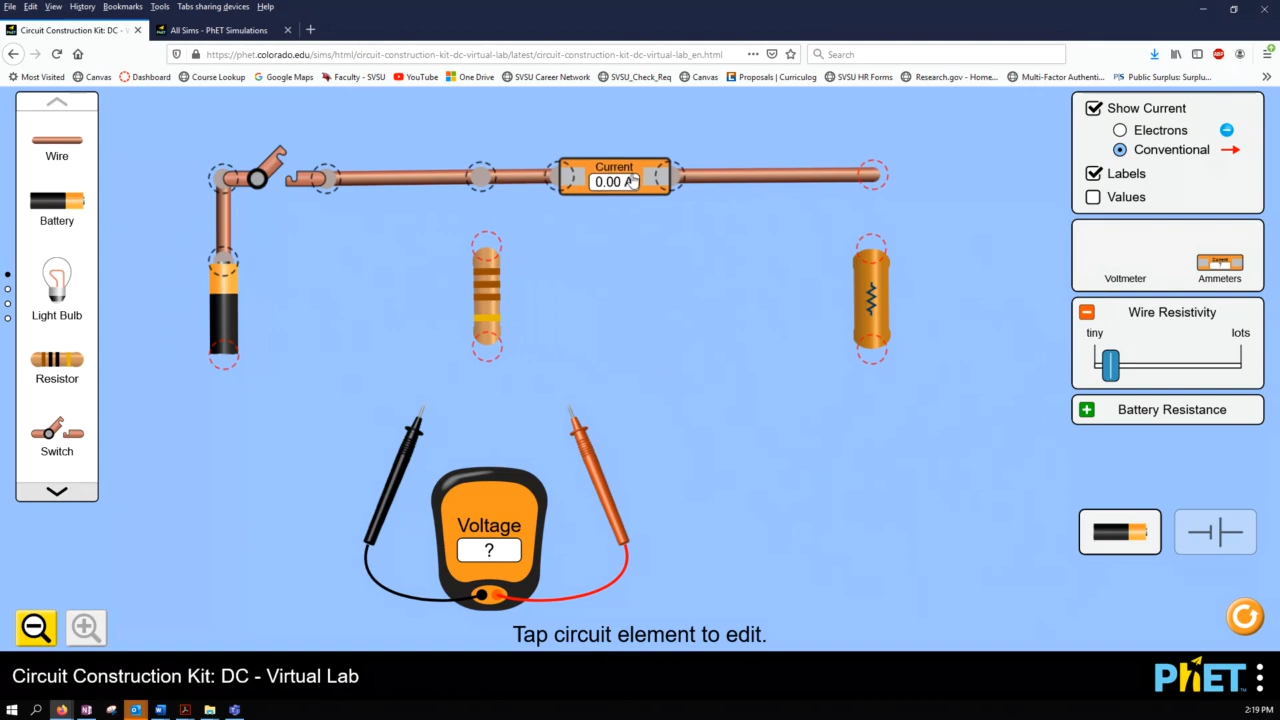 File Edit View History Bookmarks Tools Tabs sharing devices Help
Circuit Construction Kit: DC - V
All Sims - PhET Simulations
https://phet.colorado.edu/sims/html/circuit-construction-kit-dc-virtual-lab/latest/circuit-construction-kit-dc-virtual-lab_en.html
Search
Most Visited Canvas Dashboard Course Lookup Google Maps Faculty - SVSU YouTube One Drive SVSU Career Network SVSU_Check_Req Canvas Proposals | Curriculog SVSU HR Forms Research.gov - Home... Multi-Factor Authenti... Public Surplus: Surplu...
Wire
Battery
Light Bulb
Resistor
Switch
Current
0.00 A
Voltage
?
Tap circuit element to edit.
Show Current
Electrons
Conventional
Labels
Values
Current
?
Voltmeter Ammeters
Wire Resistivity
tiny lots
Battery Resistance
Circuit Construction Kit: DC - Virtual Lab
PhET
2:19 PM